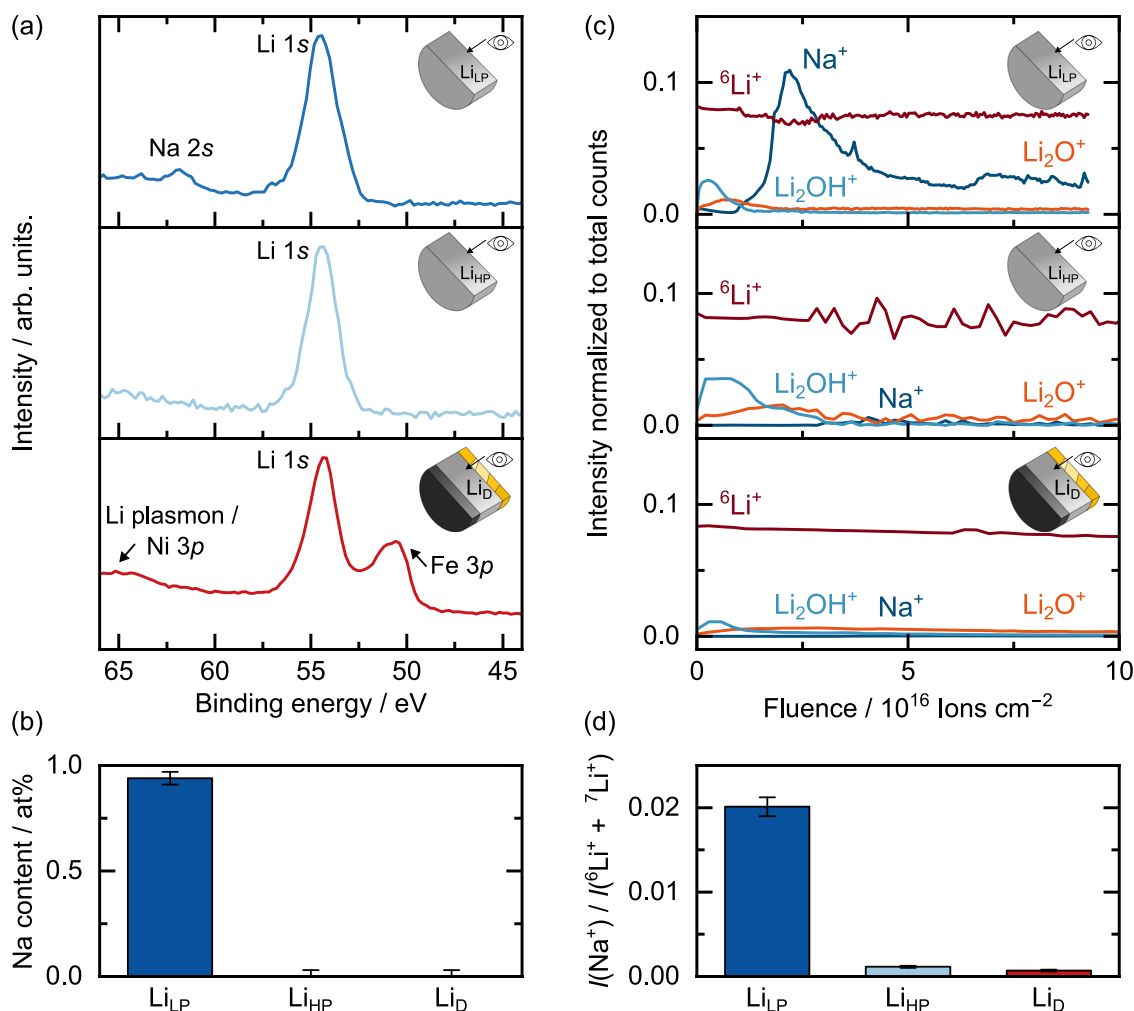 (a)
Intensity / arb. units
Li 1s
Na 2s
Li_LP
Li 1s
Li_HP
Li 1s
Li plasmon /
Ni 3p
Fe 3p
Li_D
65 60 55 50 45
Binding energy / eV
(c)
Intensity normalized to total counts
0.1
0.0
⁶Li⁺
Na⁺
Li₂O⁺
Li₂OH⁺
Li_LP
0.1
0.0
⁶Li⁺
Li₂OH⁺
Na⁺
Li₂O⁺
Li_HP
0.1
0.0
⁶Li⁺
Li₂OH⁺
Na⁺
Li₂O⁺
Li_D
0 5 10
Fluence / 10¹⁶ Ions cm⁻²
(b)
Na content / at%
1.0
0.5
0.0
Li_LP Li_HP Li_D
(d)
I(Na⁺) / I(⁶Li⁺ + ⁷Li⁺)
0.02
0.01
0.00
Li_LP Li_HP Li_D